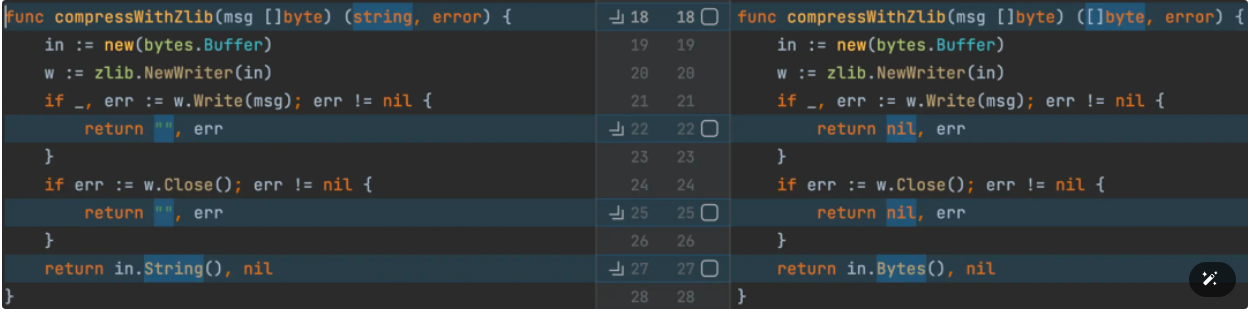 func compressWithZlib(msg []byte) (string, error) {
    in := new(bytes.Buffer)
    w := zlib.NewWriter(in)
    if _, err := w.Write(msg); err != nil {
        return "", err
    }
    if err := w.Close(); err != nil {
        return "", err
    }
    return in.String(), nil
}
18 18
19 19
20 20
21 21
22 22
23 23
24 24
25 25
26 26
27 27
28 28
func compressWithZlib(msg []byte) ([]byte, error) {
    in := new(bytes.Buffer)
    w := zlib.NewWriter(in)
    if _, err := w.Write(msg); err != nil {
        return nil, err
    }
    if err := w.Close(); err != nil {
        return nil, err
    }
    return in.Bytes(), nil
}